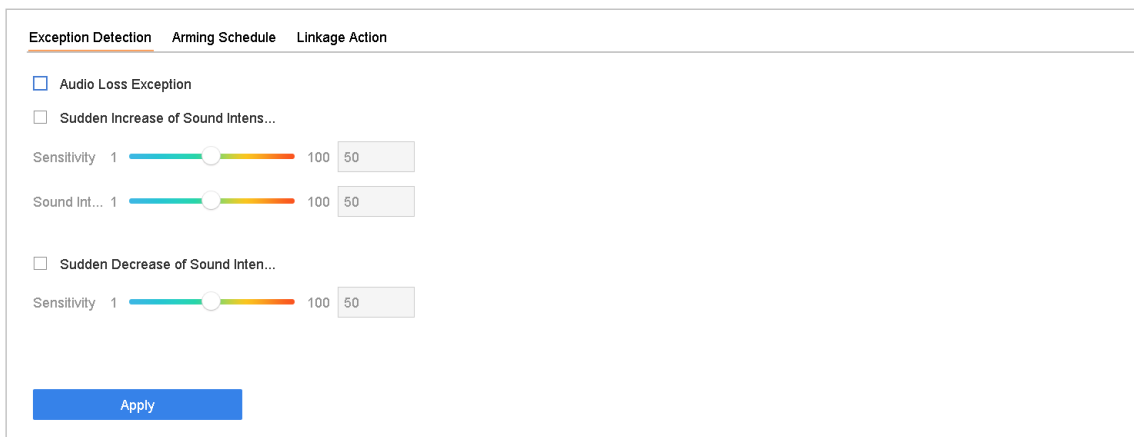 Exception Detection Arming Schedule Linkage Action
Audio Loss Exception
Sudden Increase of Sound Intens...
Sensitivity 1 100 50
Sound Int... 1 100 50
Sudden Decrease of Sound Inten...
Sensitivity 1 100 50
Apply